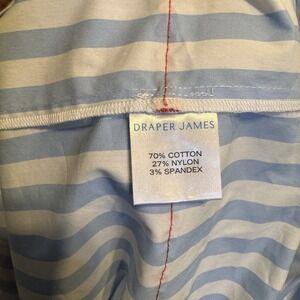 DRAPER JAMES
70% COTTON
27% NYLON
3% SPANDEX